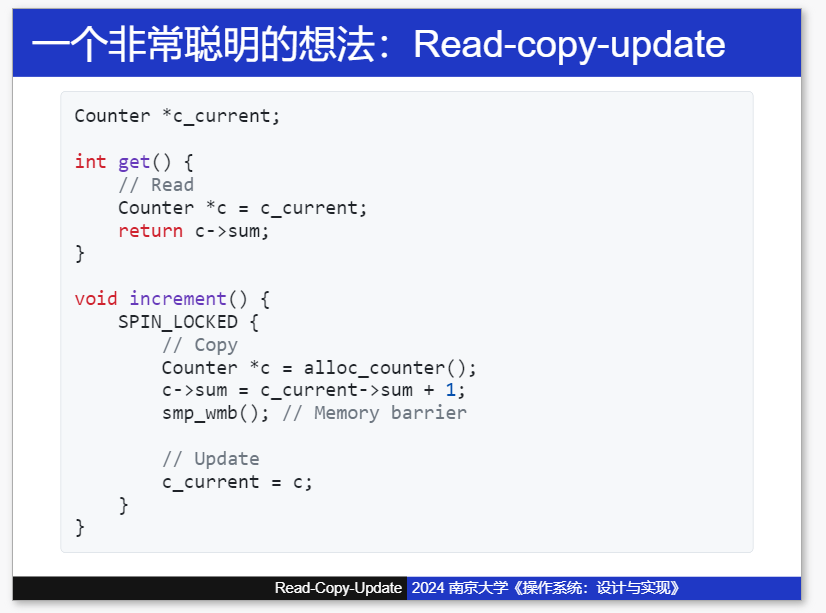 一个非常聪明的想法：Read-copy-update
Counter *c_current;
int get() {
// Read
Counter *c = c_current;
return c->sum;
}
void increment() {
SPIN_LOCKED {
// Copy
Counter *c = alloc_counter();
c->sum = c_current->sum + 1;
smp_wmb(); // Memory barrier
// Update
c_current = c;
}
}
Read-Copy-Update 2024 南京大学《操作系统：设计与实现》